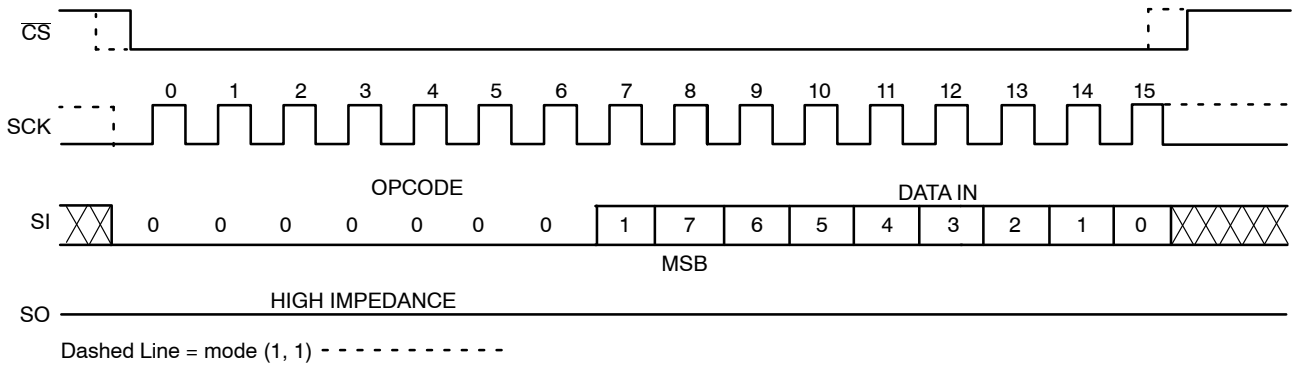 CS
0 1 2 3 4 5 6 7 8 9 10 11 12 13 14 15
SCK
OPCODE
DATA IN
SI
0 0 0 0 0 0 0 1 7 6 5 4 3 2 1 0
MSB
HIGH IMPEDANCE
SO
Dashed Line = mode (1, 1)